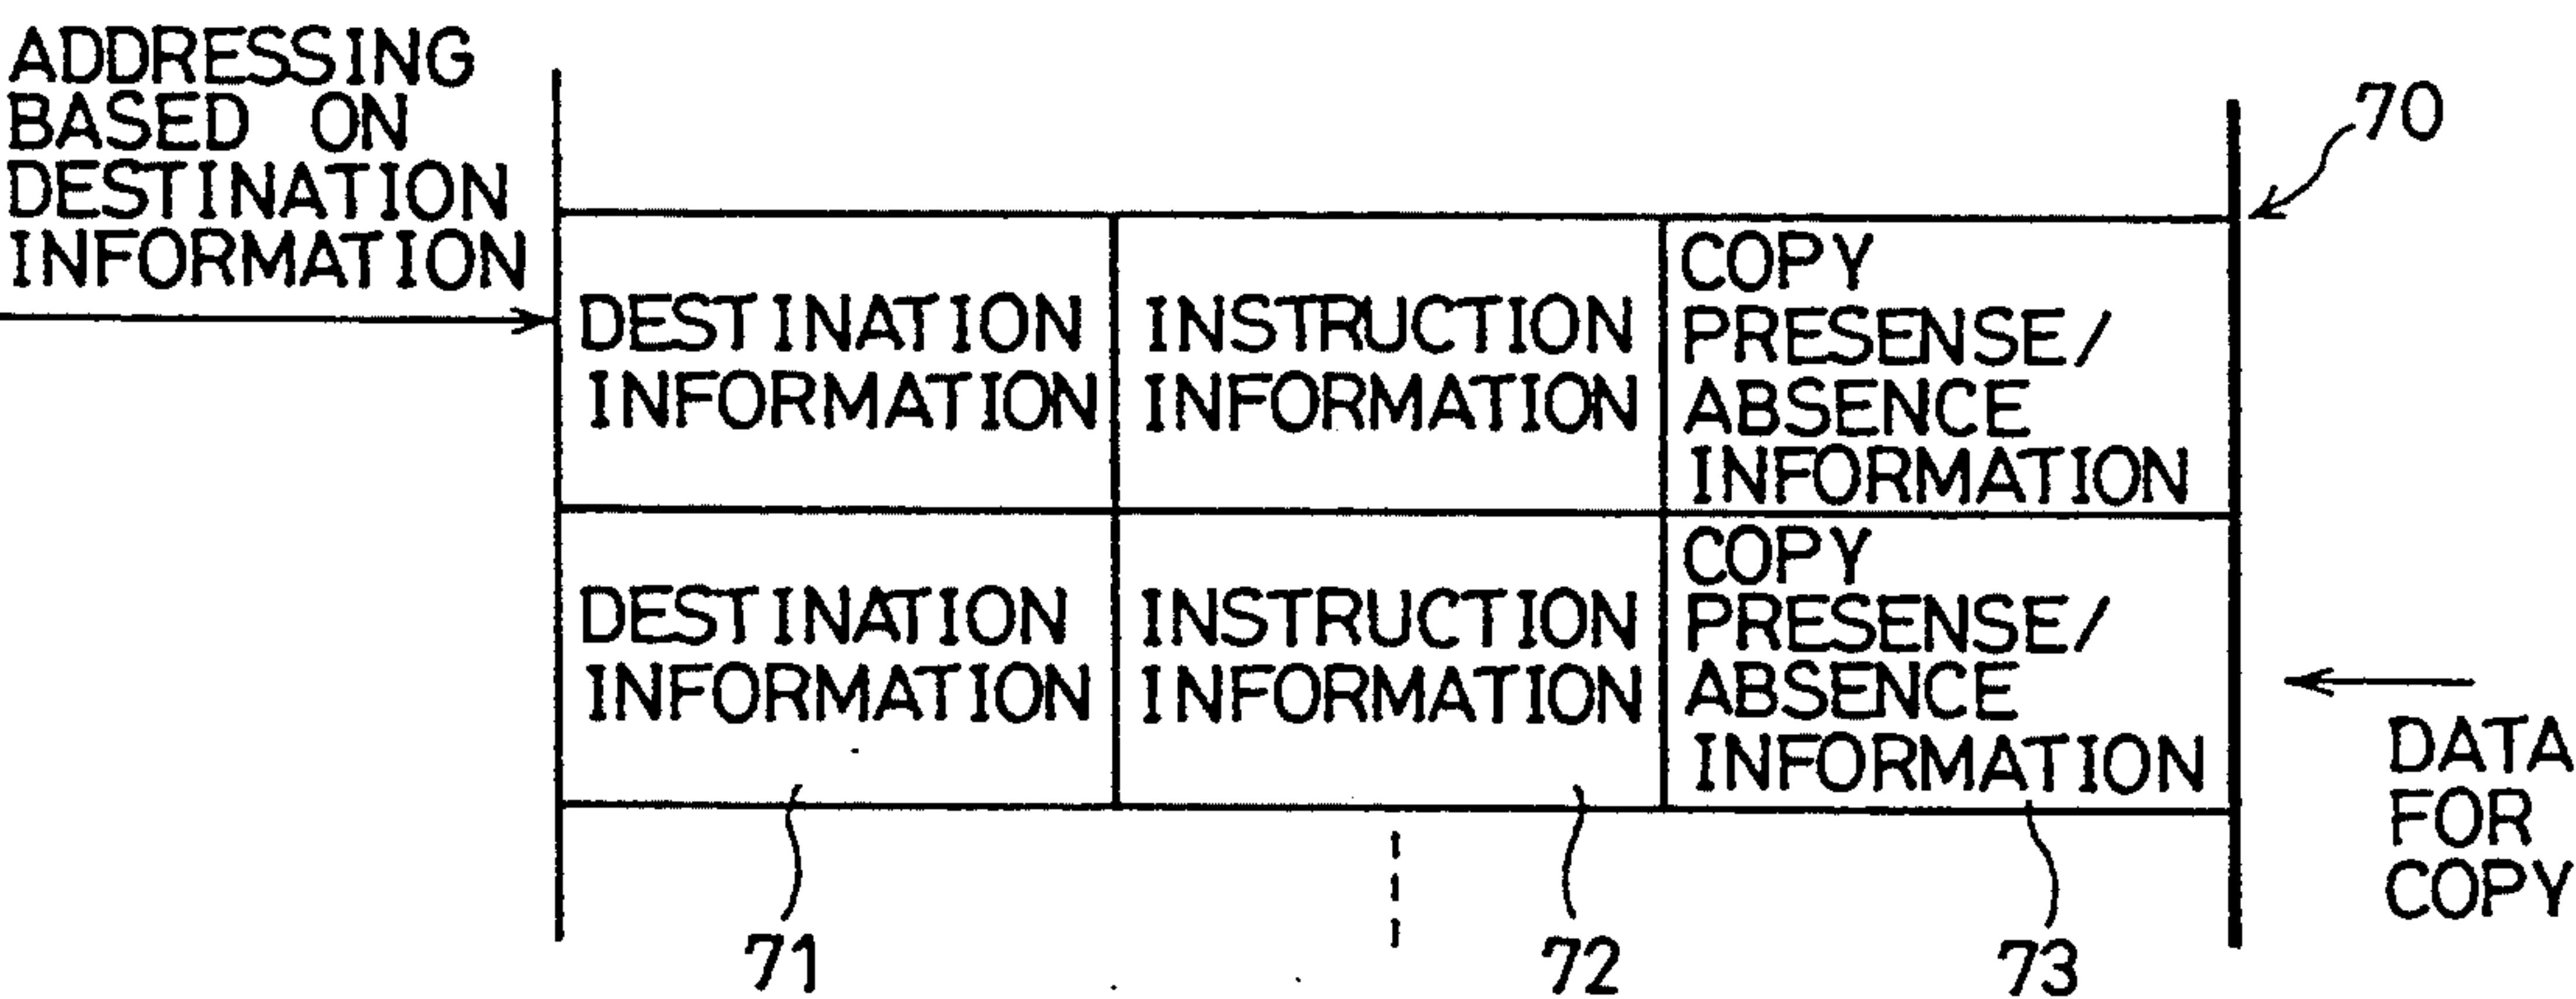 ADDRESSING
BASED ON
DESTINATION
INFORMATION
70
DESTINATION
INFORMATION
INSTRUCTION
INFORMATION
COPY
PRESENSE/
ABSENCE
INFORMATION
DESTINATION
INFORMATION
INSTRUCTION
INFORMATION
COPY
PRESENSE/
ABSENCE
INFORMATION
DATA
FOR
COPY
71
72
73